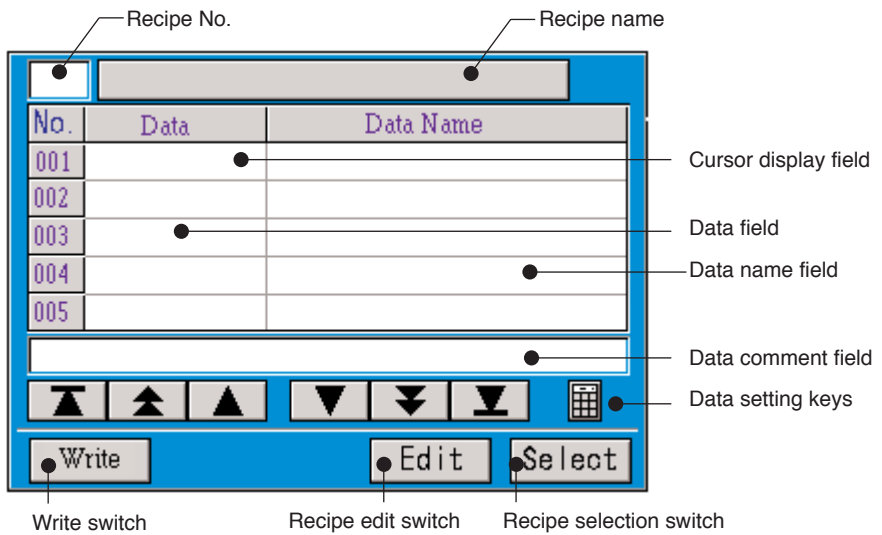 Recipe No.
Recipe name
No. Data Data Name
001
Cursor display field
002
003
Data field
004
Data name field
005
Data comment field
Data setting keys
Write Edit Select
Write switch
Recipe edit switch
Recipe selection switch